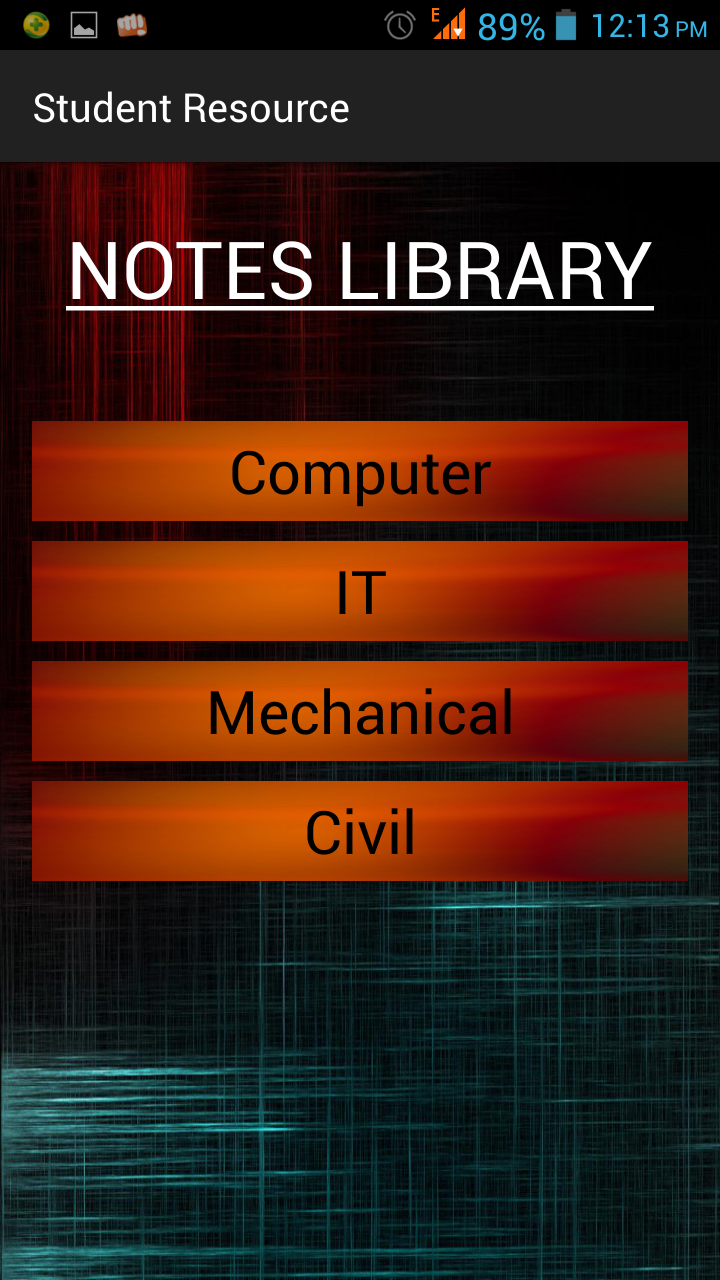 E 89% 12:13 PM
Student Resource
NOTES LIBRARY
Computer
IT
Mechanical
Civil